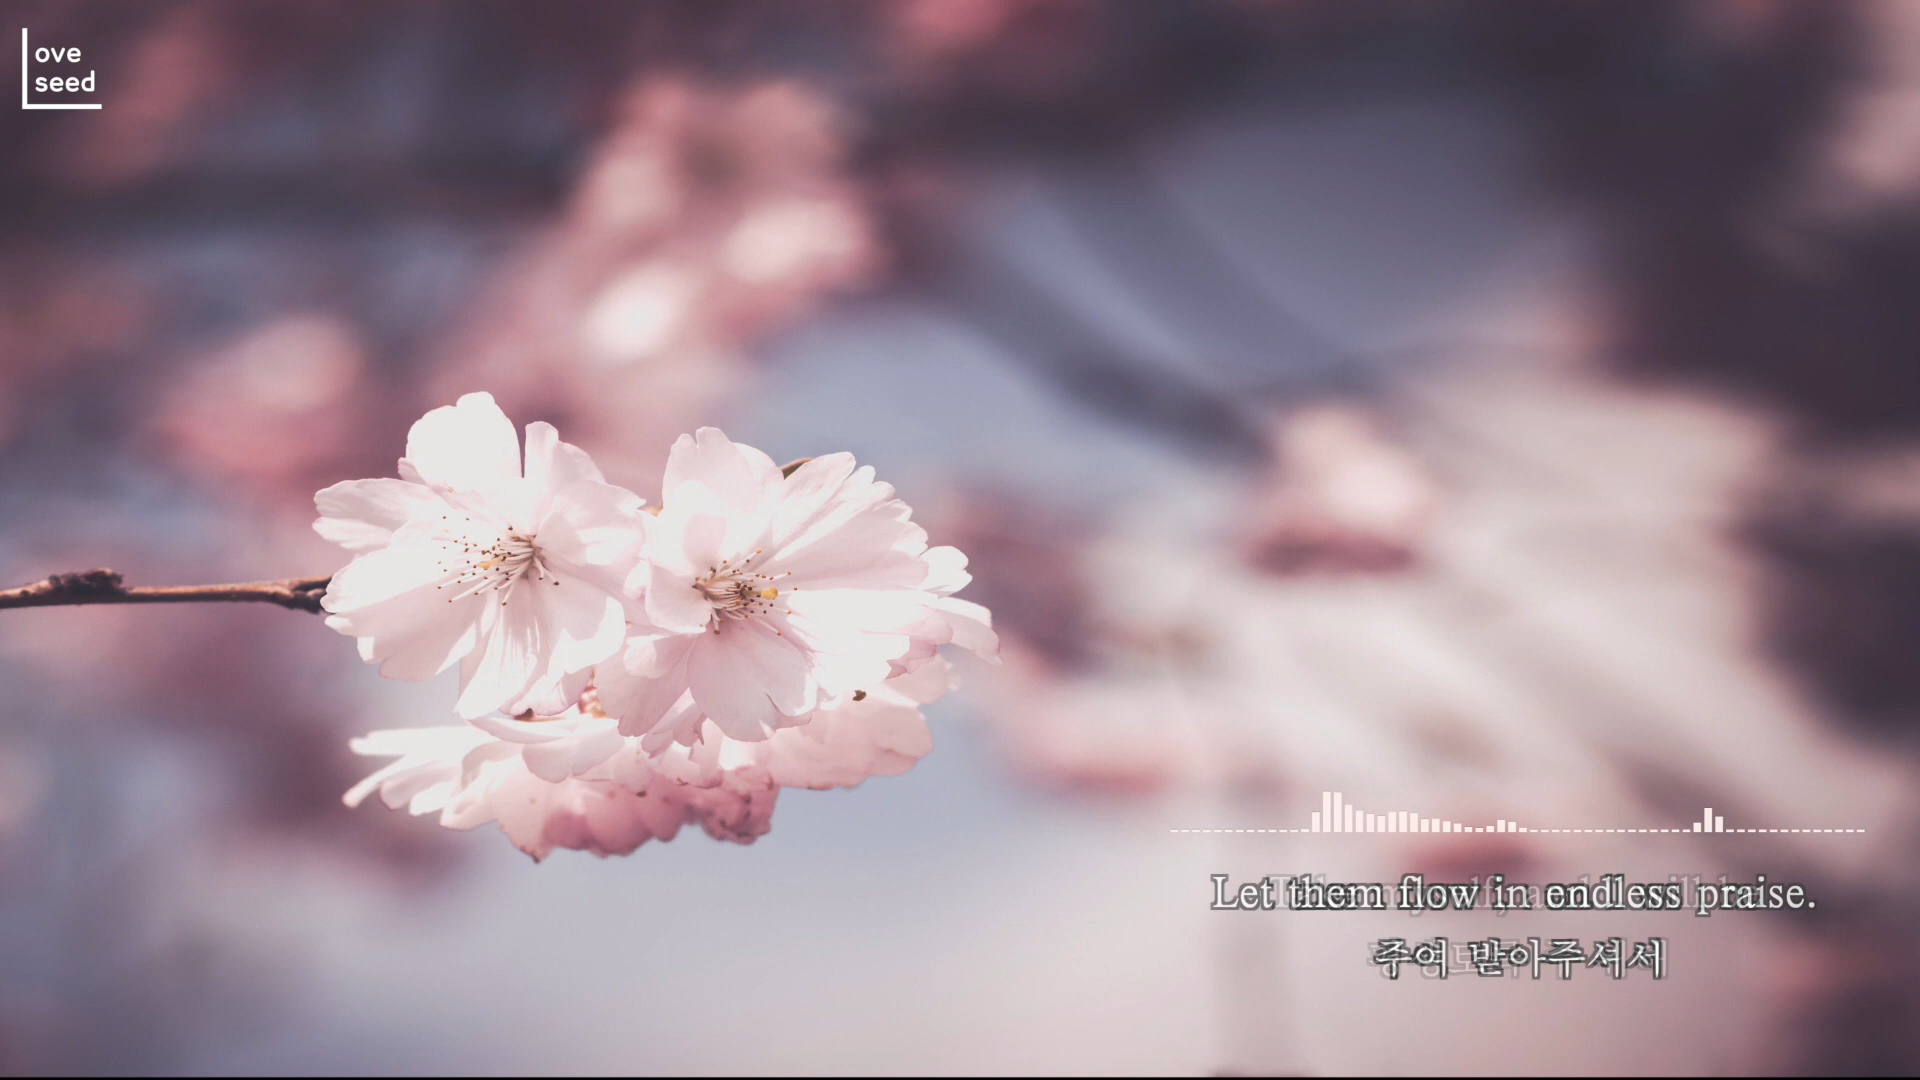 ove
seed
Let them flow in endless praise.
주여 받아주셔서